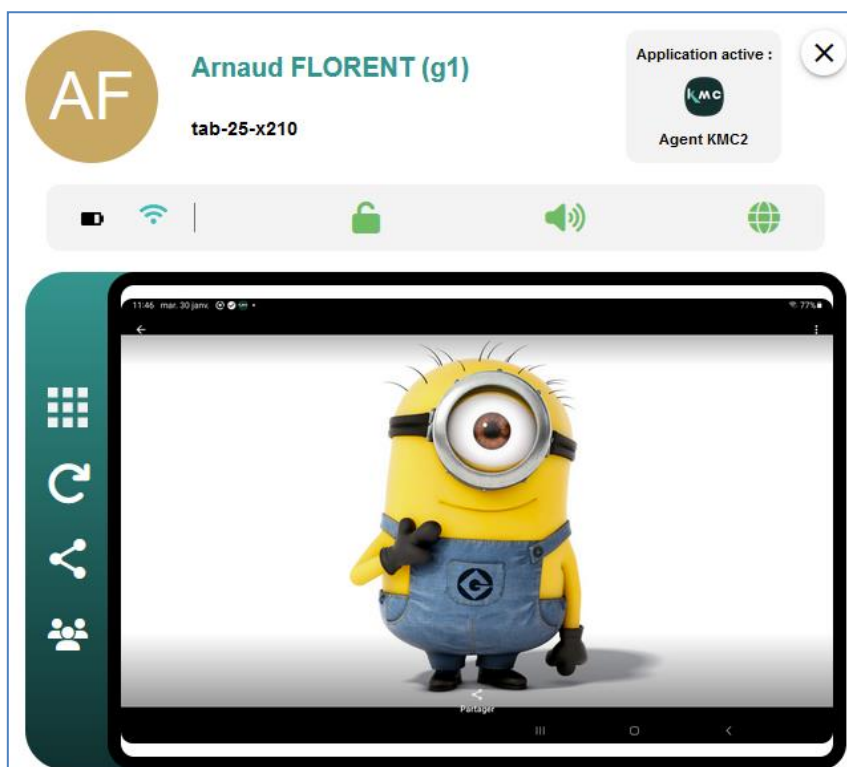 AF
Arnaud FLORENT (g1)
tab-25-x210
Application active :
kmc
Agent KMC2
11:46 mar. 30 janv.
77%
Partager